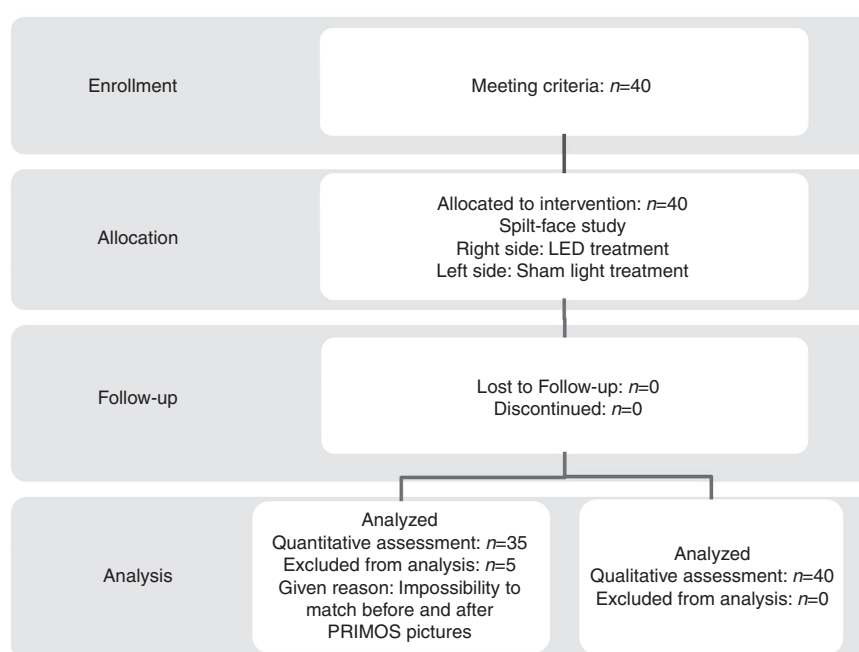 Enrollment
Meeting criteria: n=40
Allocation
Allocated to intervention: n=40
Spilt-face study
Right side: LED treatment
Left side: Sham light treatment
Follow-up
Lost to Follow-up: n=0
Discontinued: n=0
Analysis
Analyzed
Quantitative assessment: n=35
Excluded from analysis: n=5
Given reason: Impossibility to
match before and after
PRIMOS pictures
Analyzed
Qualitative assessment: n=40
Excluded from analysis: n=0